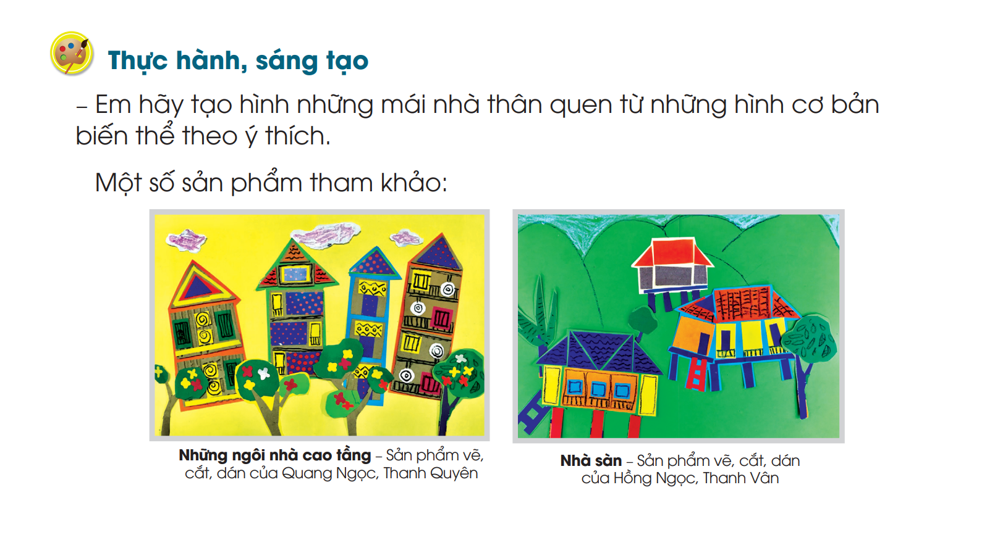 Thực hành, sáng tạo
– Em hãy tạo hình những mái nhà thân quen từ những hình cơ bản
biến thể theo ý thích.
Một số sản phẩm tham khảo:
Những ngôi nhà cao tầng – Sản phẩm vẽ,
cắt, dán của Quang Ngọc, Thanh Quyên
Nhà sàn – Sản phẩm vẽ, cắt, dán
của Hồng Ngọc, Thanh Vân